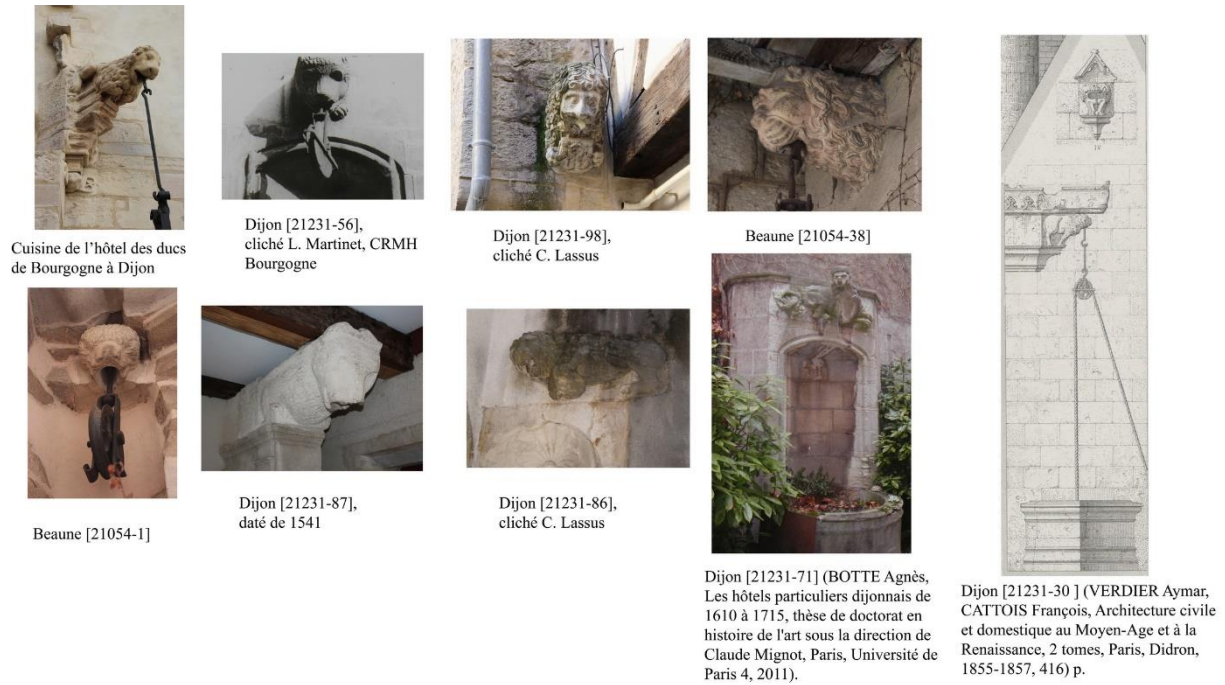 Cuisine de l’hôtel des ducs
de Bourgogne à Dijon
Dijon [21231-56],
cliché L. Martinet, CRMH
Bourgogne
Dijon [21231-98],
cliché C. Lassus
Beaune [21054-38]
Beaune [21054-1]
Dijon [21231-87],
daté de 1541
Dijon [21231-86],
cliché C. Lassus
Dijon [21231-71] (BOTTE Agnès,
Les hôtels particuliers dijonnais de
1610 à 1715, thèse de doctorat en
histoire de l'art sous la direction de
Claude Mignot, Paris, Université de
Paris 4, 2011).
Dijon [21231-30 ] (VERDIER Aymar,
CATTOIS François, Architecture civile
et domestique au Moyen-Age et à la
Renaissance, 2 tomes, Paris, Didron,
1855-1857, 416) p.